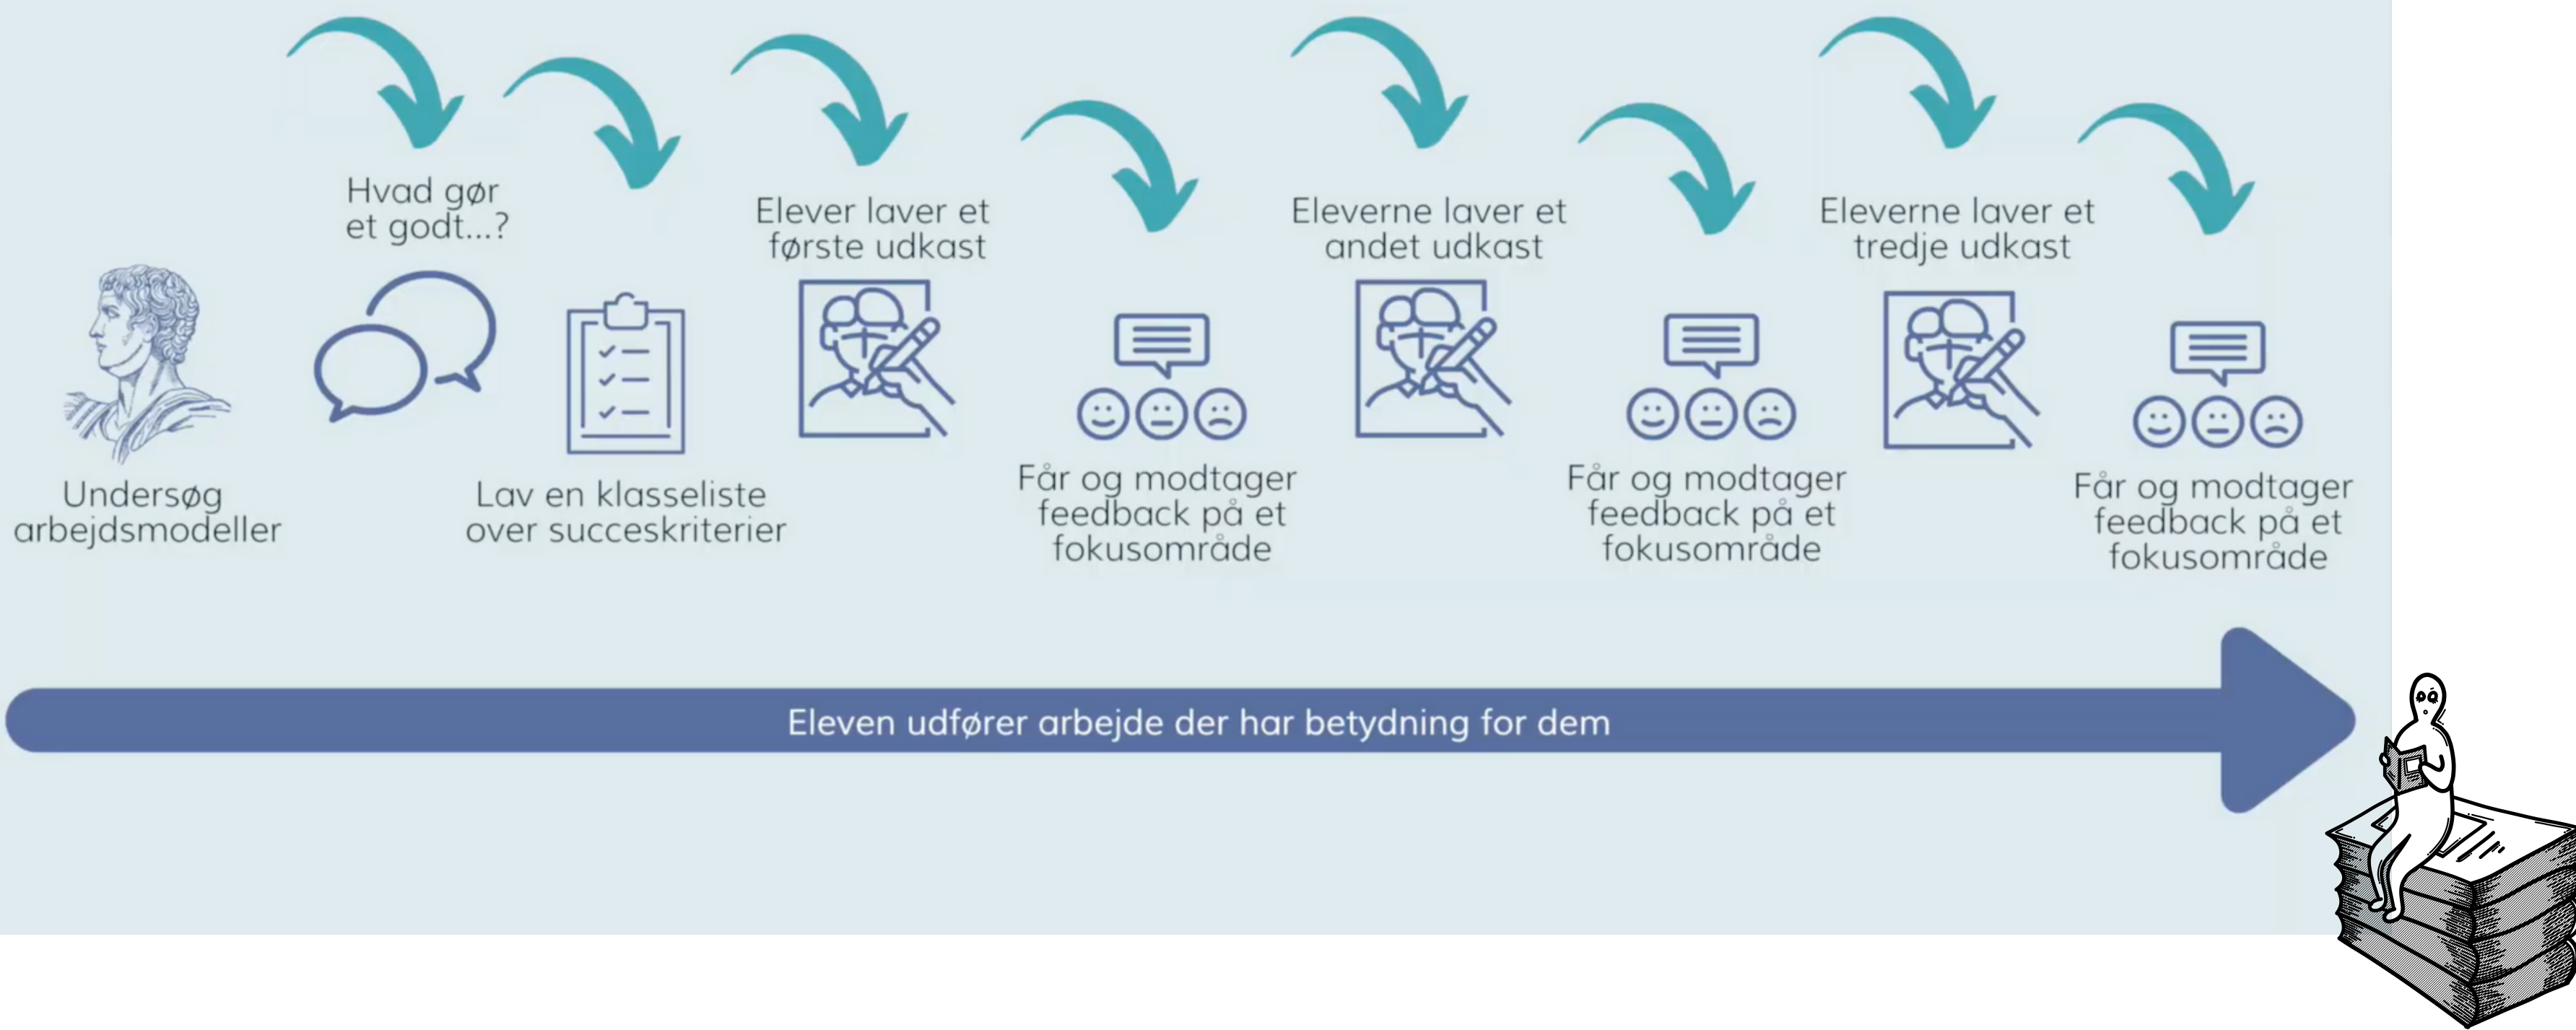 Undersøg
arbejdsmodeller
Hvad gør
et godt...?
Lav en klasseliste
over succeskriterier
Elever laver et
første udkast
Får og modtager
feedback på et
fokusområde
Eleverne laver et
andet udkast
Får og modtager
feedback på et
fokusområde
Eleverne laver et
tredje udkast
Får og modtager
feedback på et
fokusområde
Eleven udfører arbejde der har betydning for dem